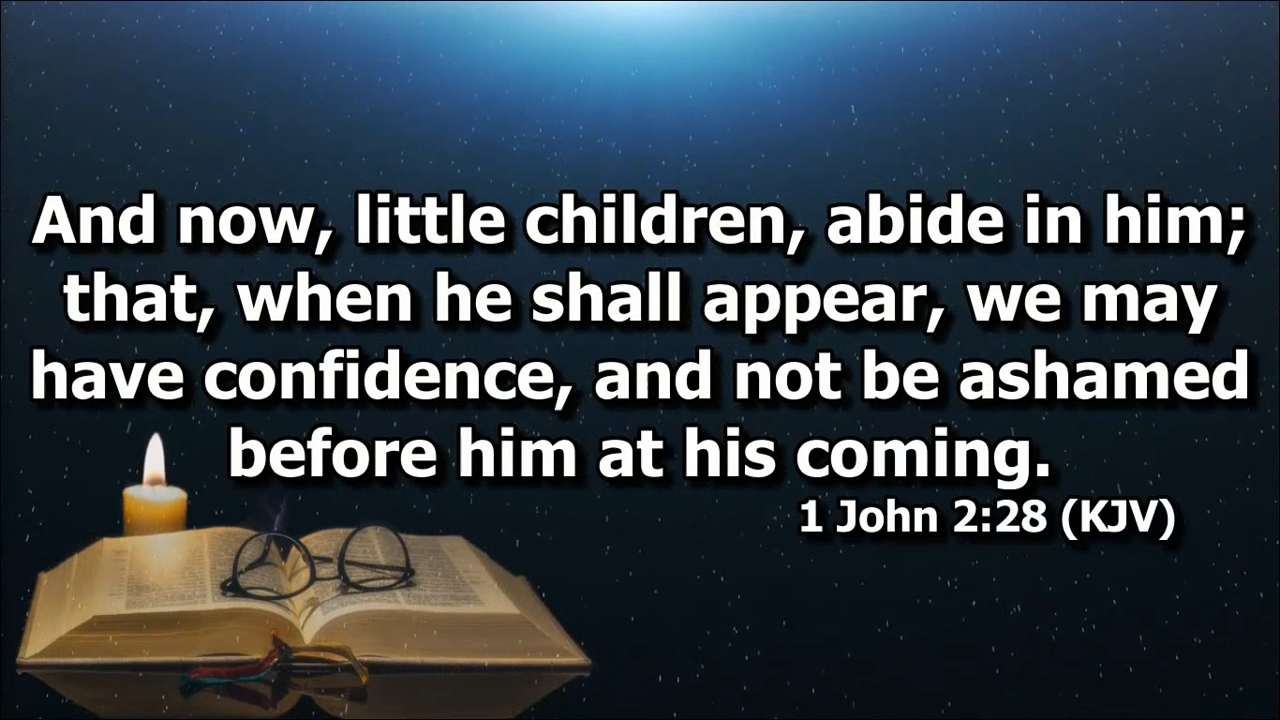 And now, little children, abide in him;
that, when he shall appear, we may
have confidence, and not be ashamed
before him at his coming.
1 John 2:28 (KJV)